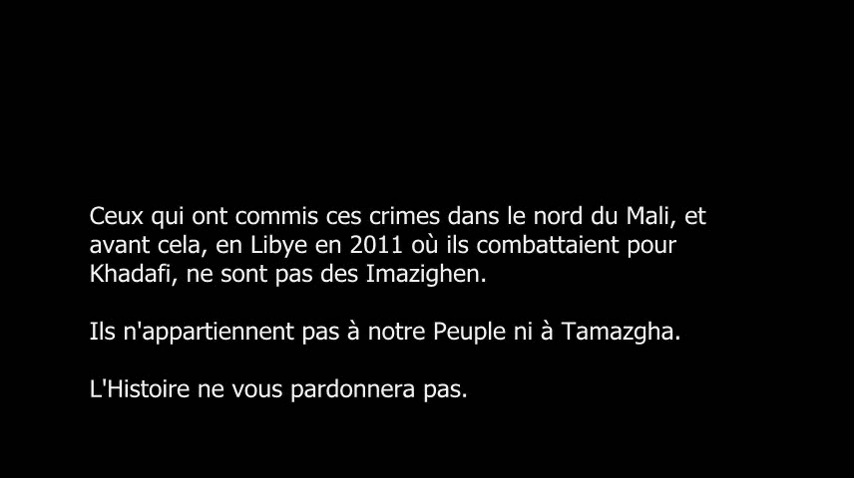 Ceux qui ont commis ces crimes dans le nord du Mali, et
avant cela, en Libye en 2011 où ils combattaient pour
Khadafi, ne sont pas des Imazighen.
Ils n'appartiennent pas à notre Peuple ni à Tamazgha.
L'Histoire ne vous pardonnera pas.